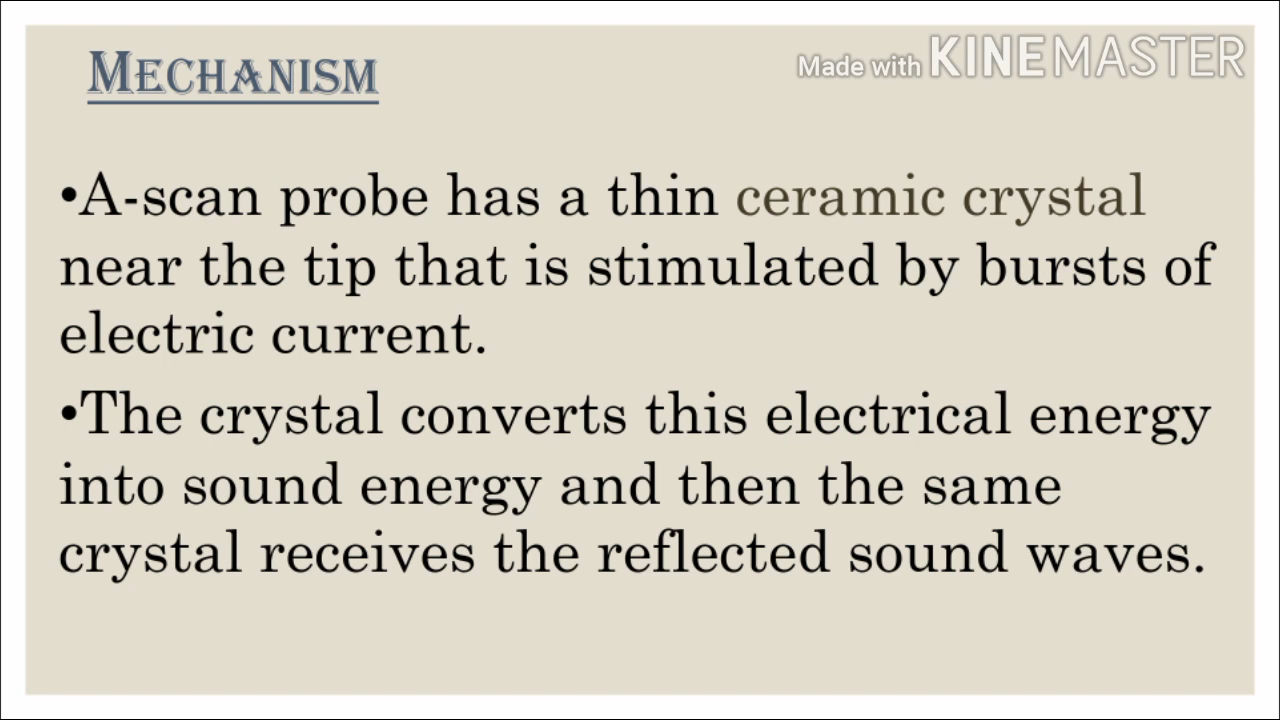 MECHANISM
Made with KINEMASTER
•A-scan probe has a thin ceramic crystal
near the tip that is stimulated by bursts of
electric current.
•The crystal converts this electrical energy
into sound energy and then the same
crystal receives the reflected sound waves.